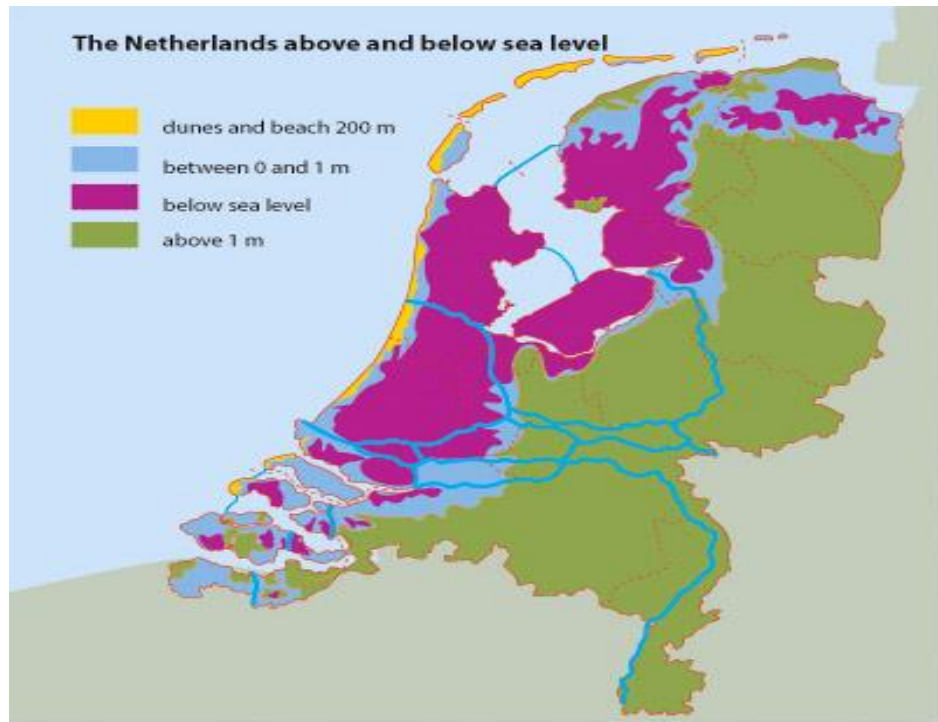 The Netherlands above and below sea level
dunes and beach 200 m
between 0 and 1 m
below sea level
above 1 m